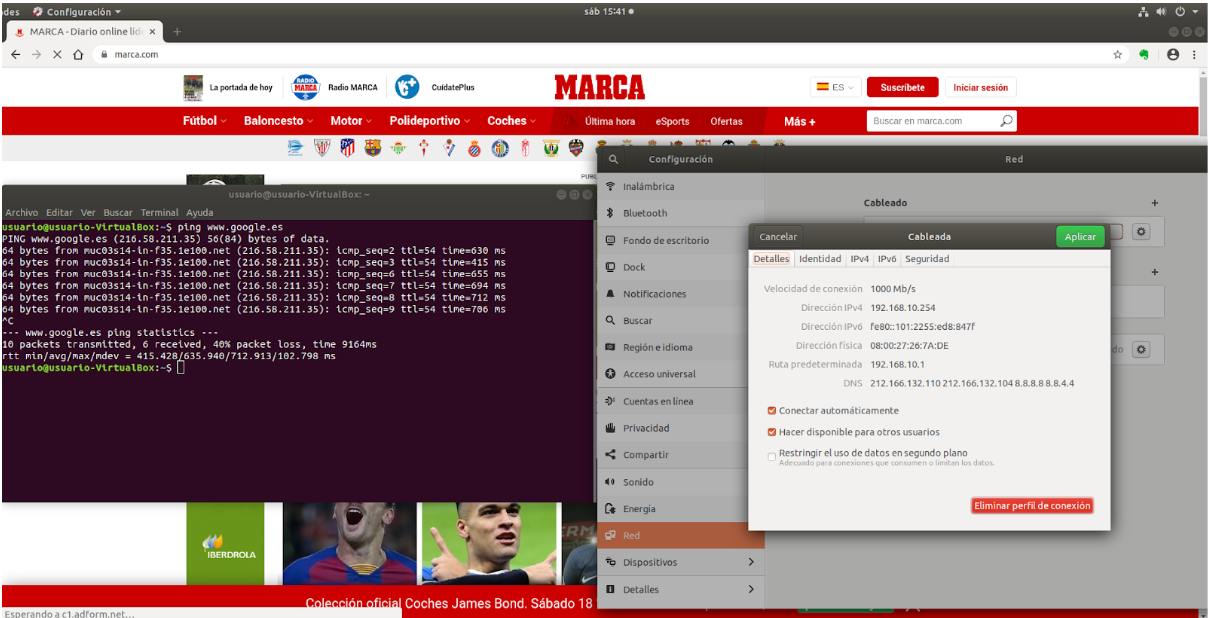 Configuración
sáb 15:41
MARCA - Diario online líd
marca.com
La portada de hoy
RADIO MARCA
Radio MARCA
CuídatePlus
MARCA
ES
Suscríbete
Iniciar sesión
Fútbol
Baloncesto
Motor
Polideportivo
Coches
Última hora
eSports
Ofertas
Más +
Buscar en marca.com
usuario@usuario-VirtualBox: ~
Archivo Editar Ver Buscar Terminal Ayuda
usuario@usuario-VirtualBox:~$ ping www.google.es
PING www.google.es (216.58.211.35) 56(84) bytes of data.
64 bytes from muc03s14-in-f35.1e100.net (216.58.211.35): icmp_seq=2 ttl=54 time=630 ms
64 bytes from muc03s14-in-f35.1e100.net (216.58.211.35): icmp_seq=3 ttl=54 time=415 ms
64 bytes from muc03s14-in-f35.1e100.net (216.58.211.35): icmp_seq=6 ttl=54 time=655 ms
64 bytes from muc03s14-in-f35.1e100.net (216.58.211.35): icmp_seq=7 ttl=54 time=694 ms
64 bytes from muc03s14-in-f35.1e100.net (216.58.211.35): icmp_seq=8 ttl=54 time=712 ms
64 bytes from muc03s14-in-f35.1e100.net (216.58.211.35): icmp_seq=9 ttl=54 time=706 ms
^C
--- www.google.es ping statistics ---
10 packets transmitted, 6 received, 40% packet loss, time 9164ms
rtt min/avg/max/mdev = 415.428/635.940/712.913/102.798 ms
usuario@usuario-VirtualBox:~$
IBERDROLA
Colección oficial Coches James Bond. Sábado 18
Esperando a c1.adform.net...
Configuración
Red
Inalámbrica
Bluetooth
Fondo de escritorio
Dock
Notificaciones
Buscar
Región e idioma
Acceso universal
Cuentas en línea
Privacidad
Compartir
Sonido
Energía
Red
Dispositivos
Detalles
Cableado
Cancelar
Cableada
Aplicar
Detalles Identidad IPv4 IPv6 Seguridad
Velocidad de conexión 1000 Mb/s
Dirección IPv4 192.168.10.254
Dirección IPv6 fe80::101:2255:ed8:847f
Dirección física 08:00:27:26:7A:DE
Ruta predeterminada 192.168.10.1
DNS 212.166.132.110 212.166.132.104 8.8.8.8 8.8.4.4
Conectar automáticamente
Hacer disponible para otros usuarios
Restringir el uso de datos en segundo plano
Adecuado para conexiones que consumen o limitan los datos.
Eliminar perfil de conexión